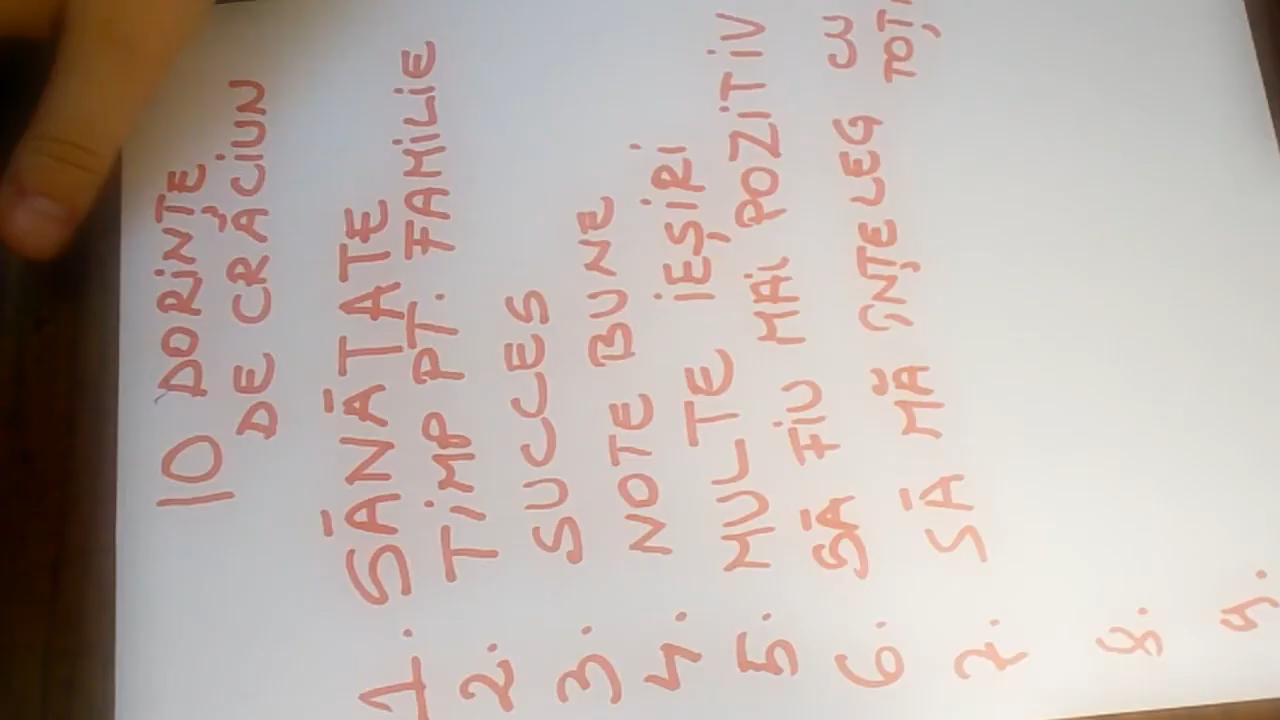 10 DORINȚE
DE CRĂCIUN
1. SĂNĂTATE
2. TIMP PT. FAMILIE
3. SUCCES
4. NOTE BUNE
5. MULTE IEȘIRI
6. SĂ FIU MAI POZITIV
7. SĂ MĂ ÎNȚELEG CU
TOȚI
8.
9.